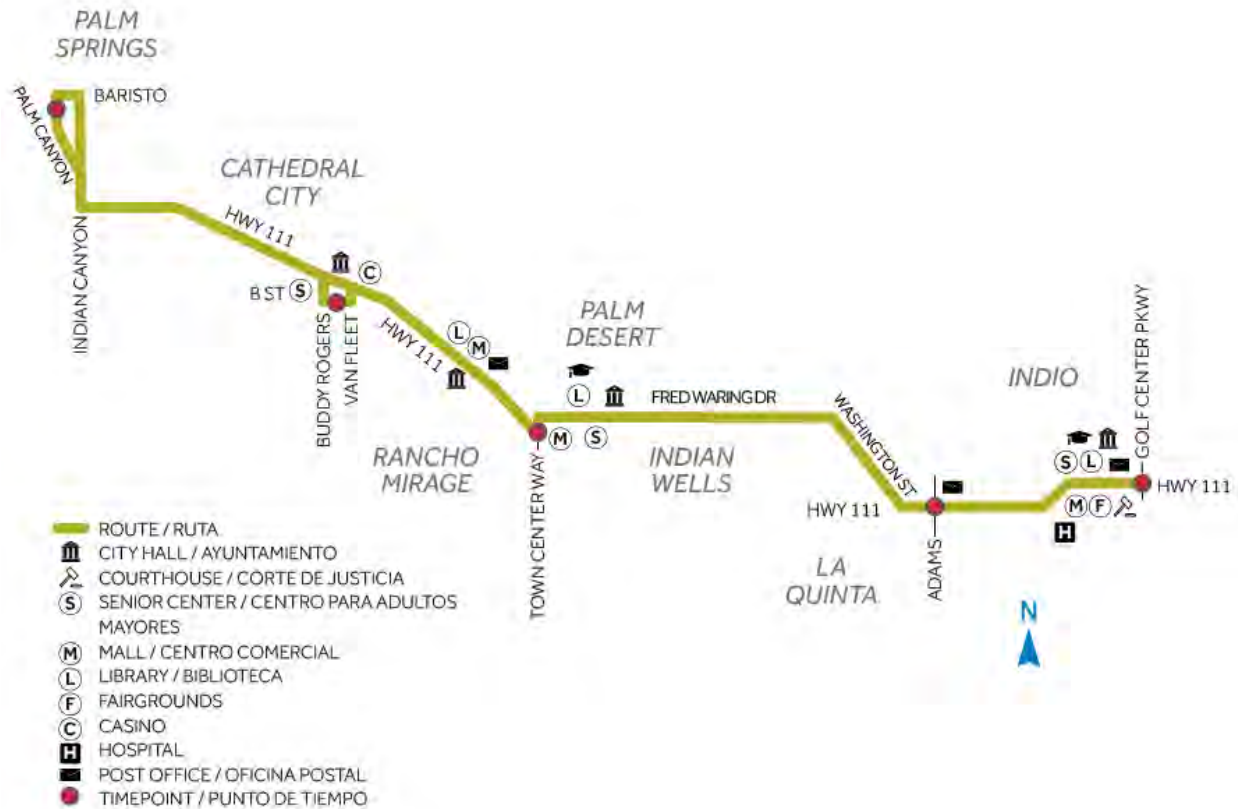 PALM
SPRINGS
BARISTO
PALM CANYON
INDIAN CANYON
CATHEDRAL
CITY
HWY 111
C
B ST S
BUDDY ROGERS
VAN FLEET
HWY 111
L
M
RANCHO
MIRAGE
PALM
DESERT
L
FRED WARING DR
M S
TOWN CENTER WAY
INDIAN
WELLS
WASHINGTON ST
HWY 111
ADAMS
LA
QUINTA
INDIO
GOLF CENTER PKWY
S L
HWY 111
M F
H
N
ROUTE / RUTA
CITY HALL / AYUNTAMIENTO
COURTHOUSE / CORTE DE JUSTICIA
S SENIOR CENTER / CENTRO PARA ADULTOS
MAYORES
M MALL / CENTRO COMERCIAL
L LIBRARY / BIBLIOTECA
F FAIRGROUNDS
C CASINO
H HOSPITAL
POST OFFICE / OFICINA POSTAL
TIMEPOINT / PUNTO DE TIEMPO